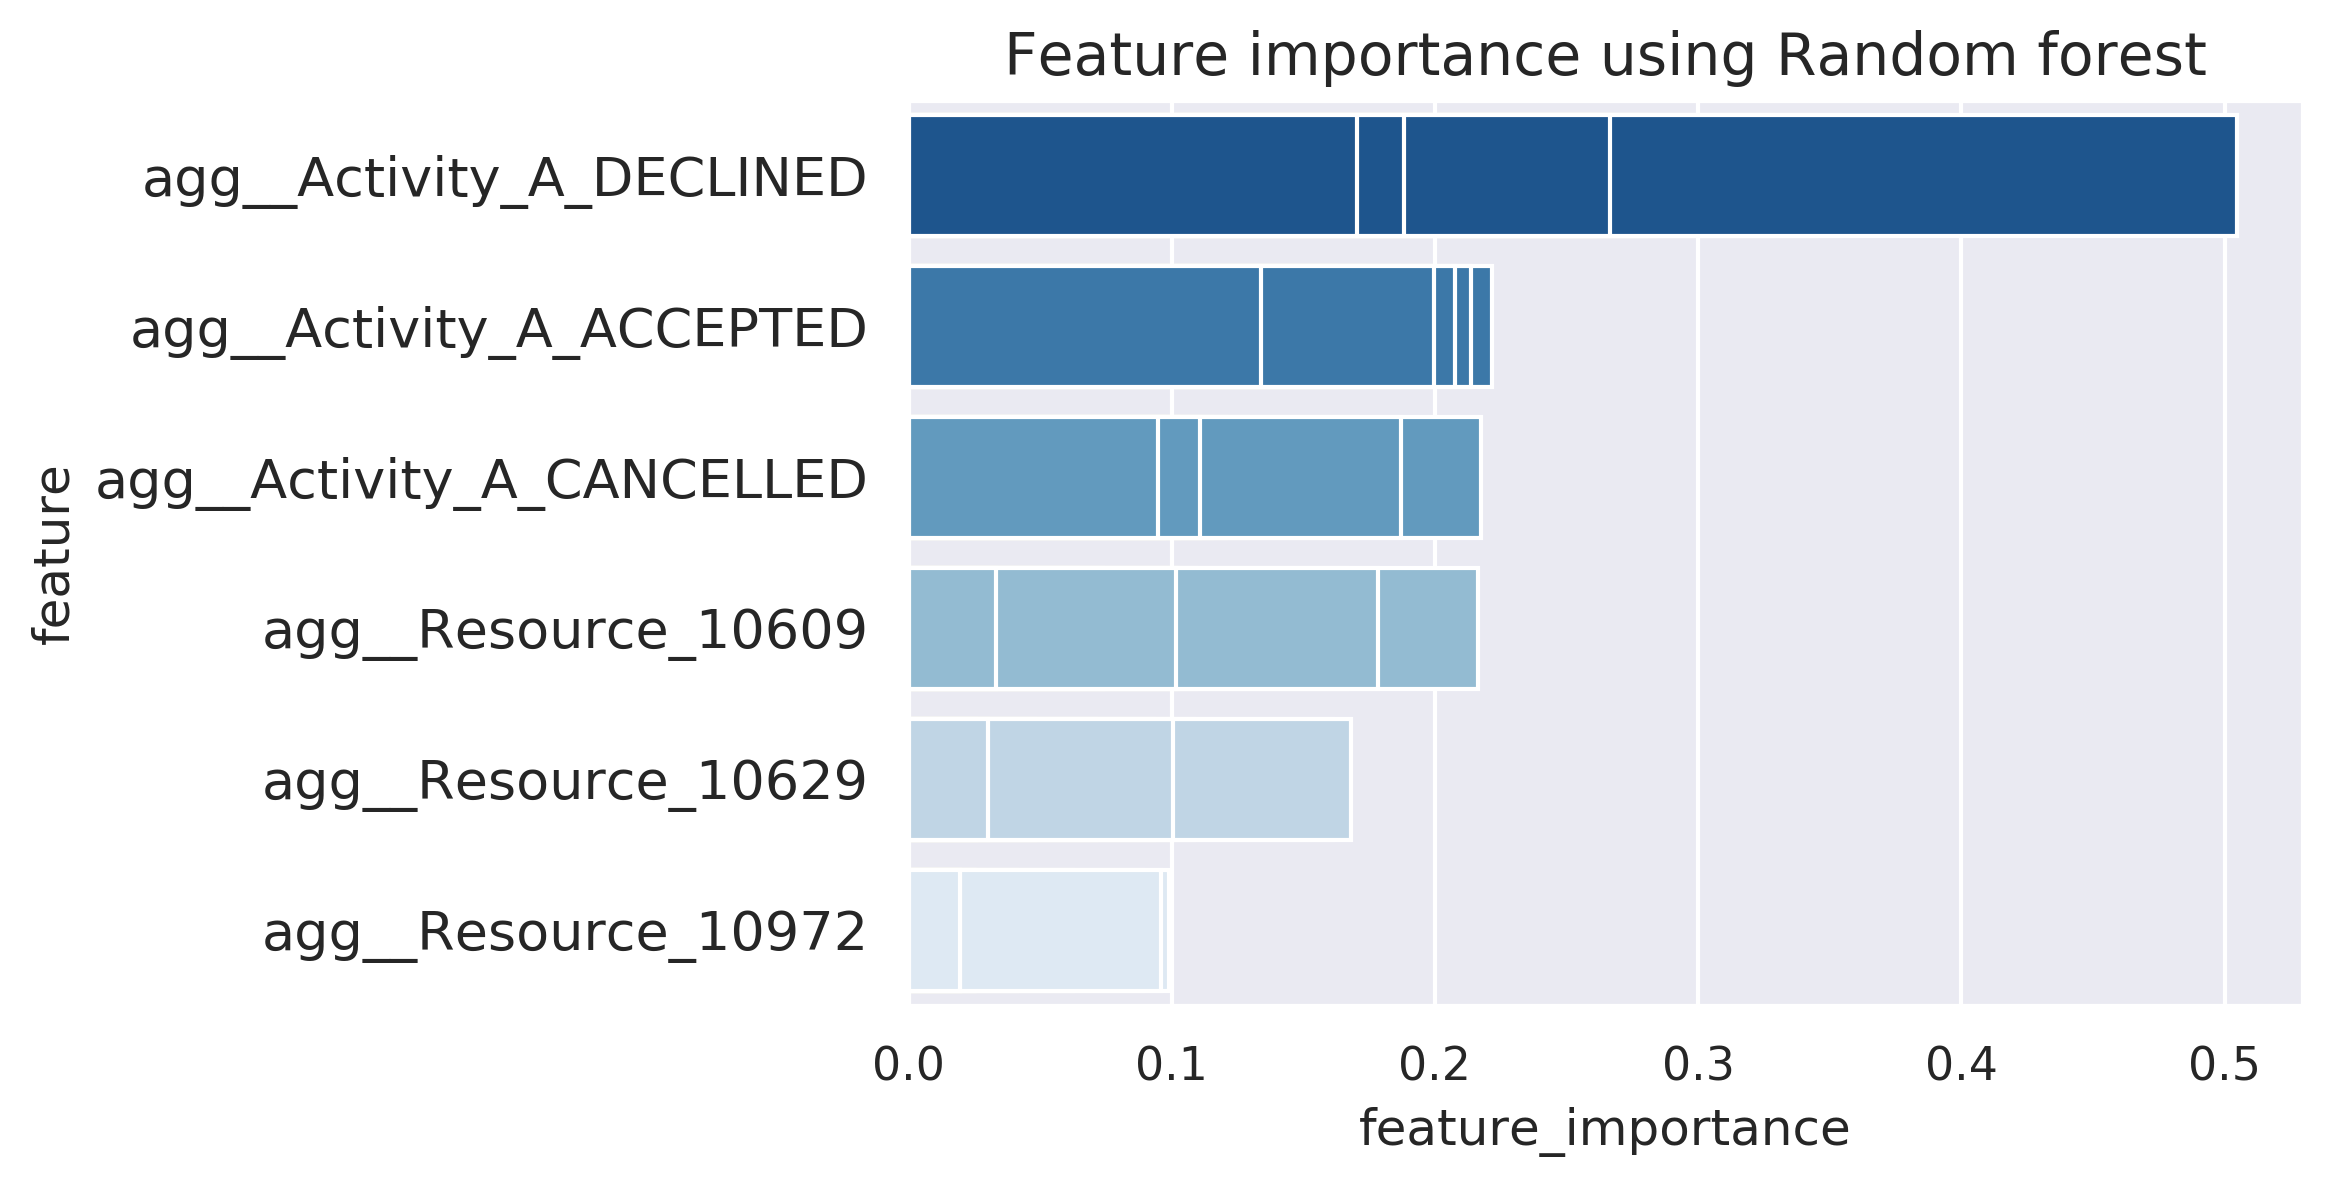 Feature importance using Random forest
feature
agg__Activity_A_DECLINED
agg__Activity_A_ACCEPTED
agg__Activity_A_CANCELLED
agg__Resource_10609
agg__Resource_10629
agg__Resource_10972
0.0 0.1 0.2 0.3 0.4 0.5
feature_importance